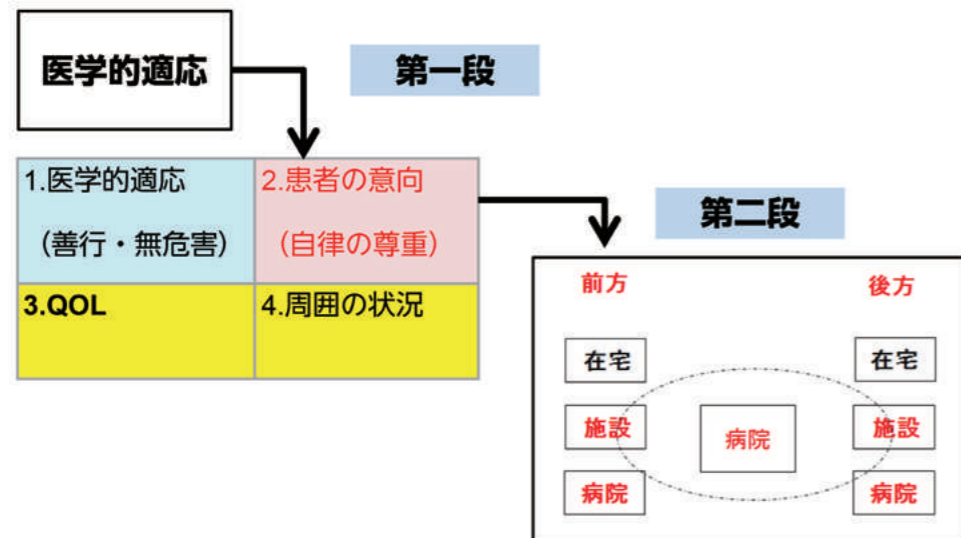 医学的適応
第一段
1.医学的適応
(善行・無危害)
2.患者の意向
(自律の尊重)
3.QOL
4.周囲の状況
第二段
前方
後方
在宅
在宅
施設
病院
施設
病院
病院